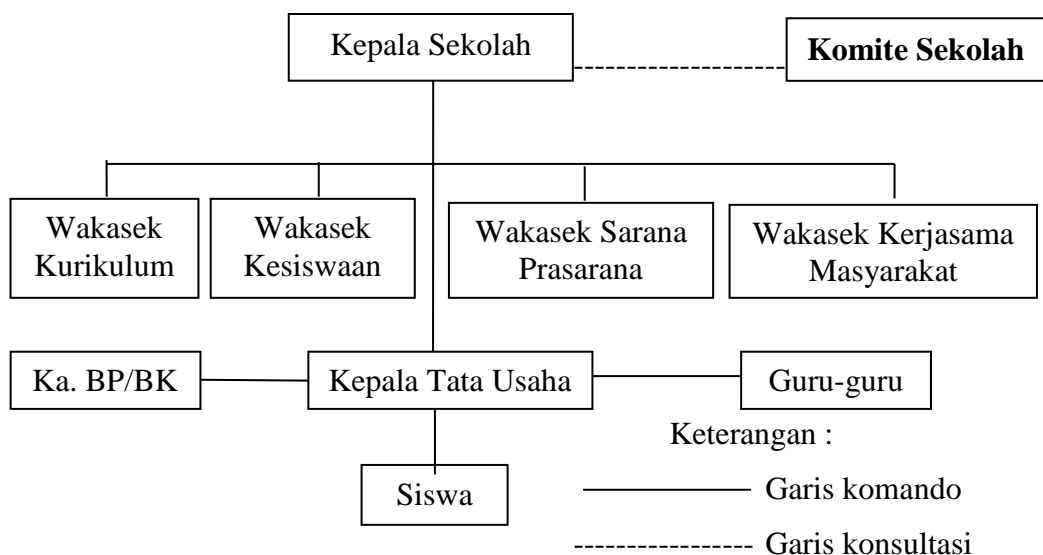 Kepala Sekolah
Komite Sekolah
Wakasek
Kurikulum
Wakasek
Kesiswaan
Wakasek Sarana
Prasarana
Wakasek Kerjasama
Masyarakat
Ka. BP/BK
Kepala Tata Usaha
Guru-guru
Siswa
Keterangan :
Garis komando
Garis konsultasi